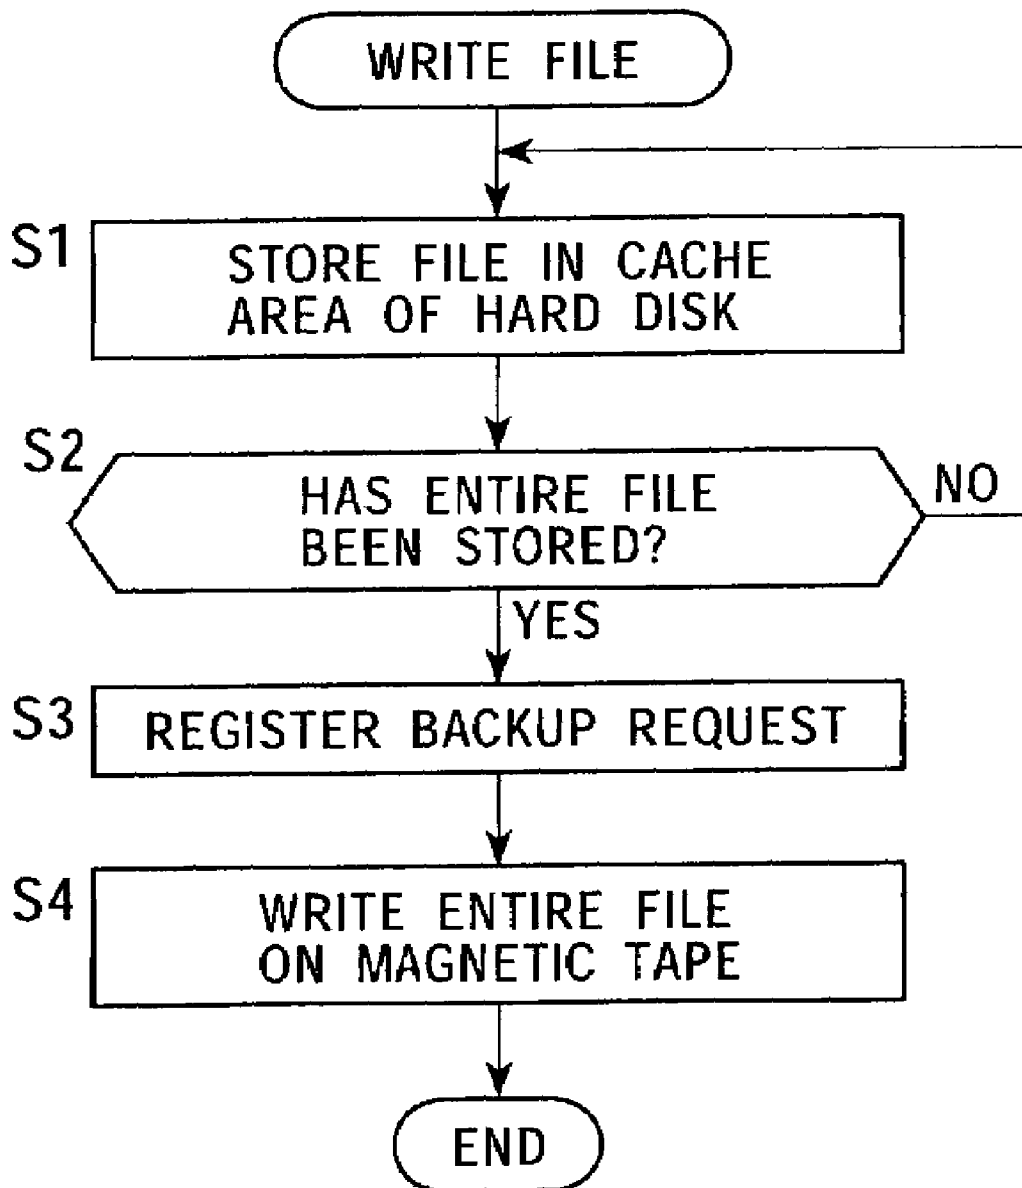 WRITE FILE
S1
STORE FILE IN CACHE
AREA OF HARD DISK
S2
HAS ENTIRE FILE
BEEN STORED?
NO
YES
S3
REGISTER BACKUP REQUEST
S4
WRITE ENTIRE FILE
ON MAGNETIC TAPE
END